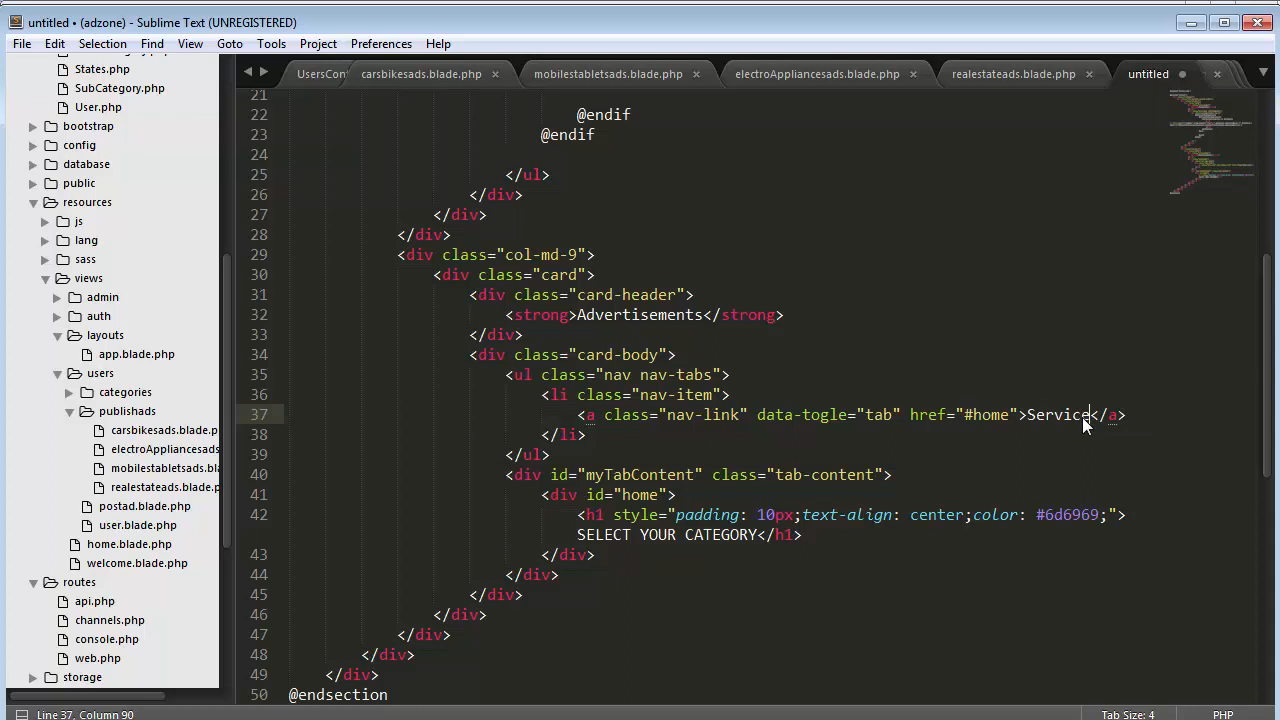 untitled • (adzone) - Sublime Text (UNREGISTERED)
File Edit Selection Find View Goto Tools Project Preferences Help
States.php
SubCategory.php
User.php
bootstrap
config
database
public
resources
js
lang
sass
views
admin
auth
layouts
app.blade.php
users
categories
publishads
carsbikesads.blade.p
electroAppliancesads
mobilestabletsads.bla
realestateads.blade.p
postad.blade.php
user.blade.php
home.blade.php
welcome.blade.php
routes
api.php
channels.php
console.php
web.php
storage
UsersCont carsbikesads.blade.php mobilestabletsads.blade.php electroAppliancesads.blade.php realestateads.blade.php untitled
21
22 @endif
23 @endif
24
25 </ul>
26 </div>
27 </div>
28 </div>
29 <div class="col-md-9">
30 <div class="card">
31 <div class="card-header">
32 <strong>Advertisements</strong>
33 </div>
34 <div class="card-body">
35 <ul class="nav nav-tabs">
36 <li class="nav-item">
37 <a class="nav-link" data-togle="tab" href="#home">Service</a>
38 </li>
39 </ul>
40 <div id="myTabContent" class="tab-content">
41 <div id="home">
42 <h1 style="padding: 10px;text-align: center;color: #6d6969;">
SELECT YOUR CATEGORY</h1>
43 </div>
44 </div>
45 </div>
46 </div>
47 </div>
48 </div>
49 </div>
50 @endsection
Line 37, Column 90 Tab Size: 4 PHP